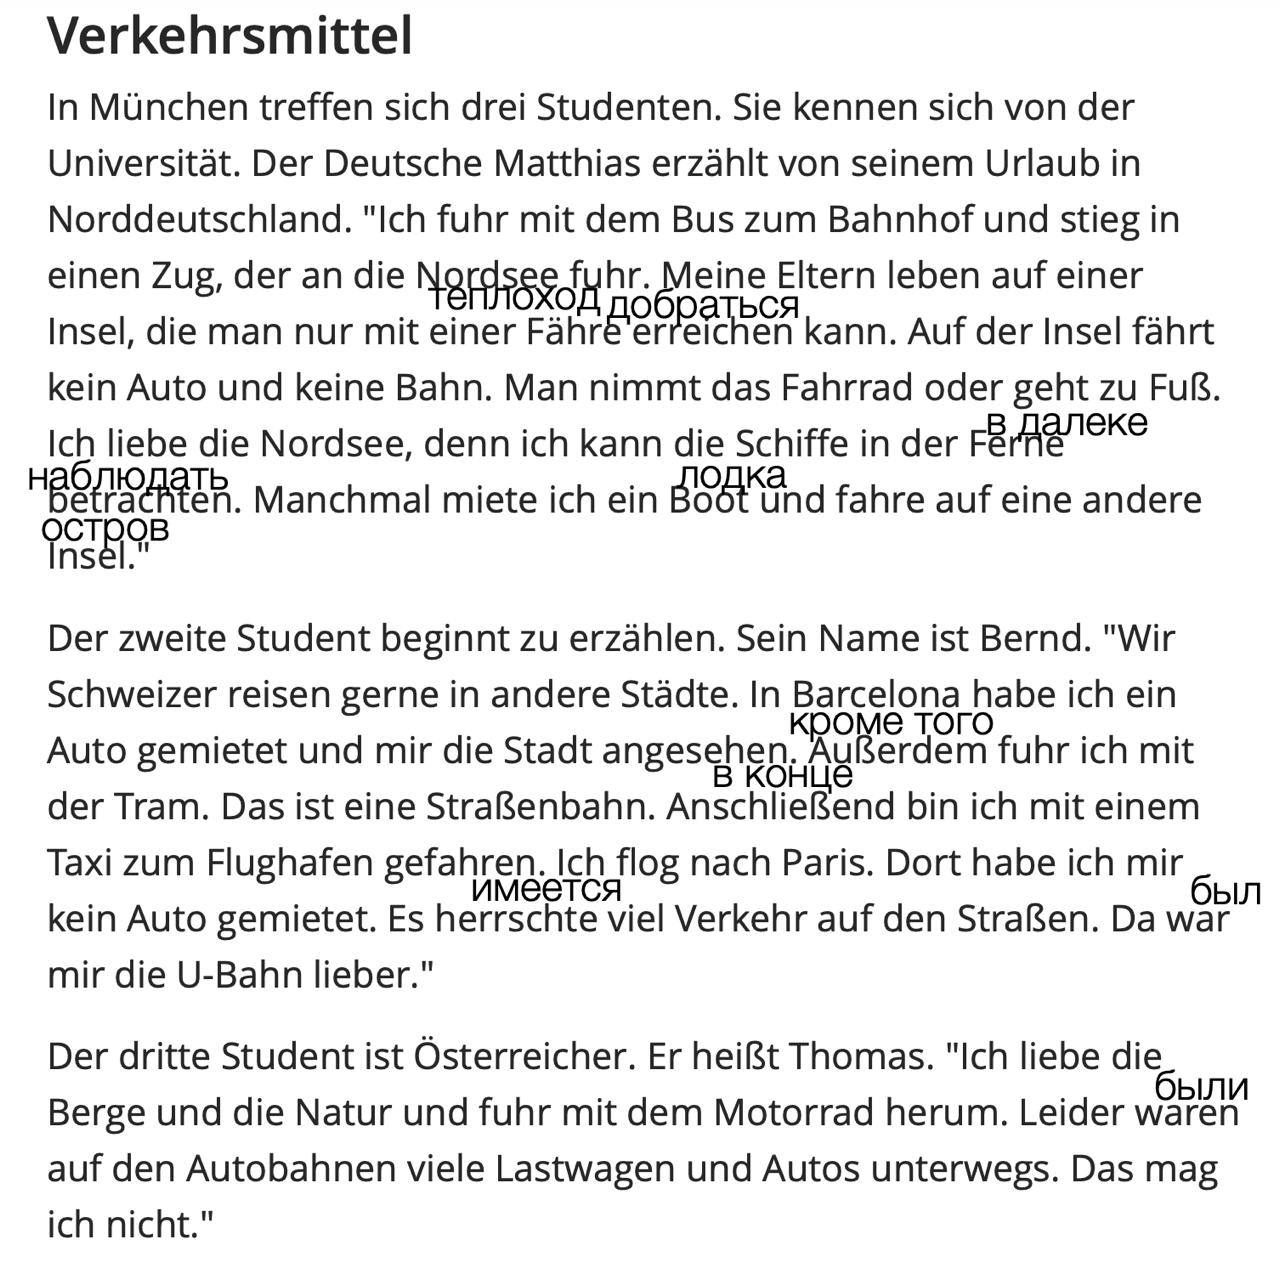 Verkehrsmittel
In München treffen sich drei Studenten. Sie kennen sich von der
Universität. Der Deutsche Matthias erzählt von seinem Urlaub in
Norddeutschland. "Ich fuhr mit dem Bus zum Bahnhof und stieg in
einen Zug, der an die Nordsee fuhr. Meine Eltern leben auf einer
теплоход добраться
Insel, die man nur mit einer Fähre erreichen kann. Auf der Insel fährt
kein Auto und keine Bahn. Man nimmt das Fahrrad oder geht zu Fuß.
в далеке
Ich liebe die Nordsee, denn ich kann die Schiffe in der Ferne
наблюдать лодка
betrachten. Manchmal miete ich ein Boot und fahre auf eine andere
остров
Insel."
Der zweite Student beginnt zu erzählen. Sein Name ist Bernd. "Wir
Schweizer reisen gerne in andere Städte. In Barcelona habe ich ein
кроме того
Auto gemietet und mir die Stadt angesehen. Außerdem fuhr ich mit
в конце
der Tram. Das ist eine Straßenbahn. Anschließend bin ich mit einem
Taxi zum Flughafen gefahren. Ich flog nach Paris. Dort habe ich mir
имеется был
kein Auto gemietet. Es herrschte viel Verkehr auf den Straßen. Da war
mir die U-Bahn lieber."
Der dritte Student ist Österreicher. Er heißt Thomas. "Ich liebe die
были
Berge und die Natur und fuhr mit dem Motorrad herum. Leider waren
auf den Autobahnen viele Lastwagen und Autos unterwegs. Das mag
ich nicht."